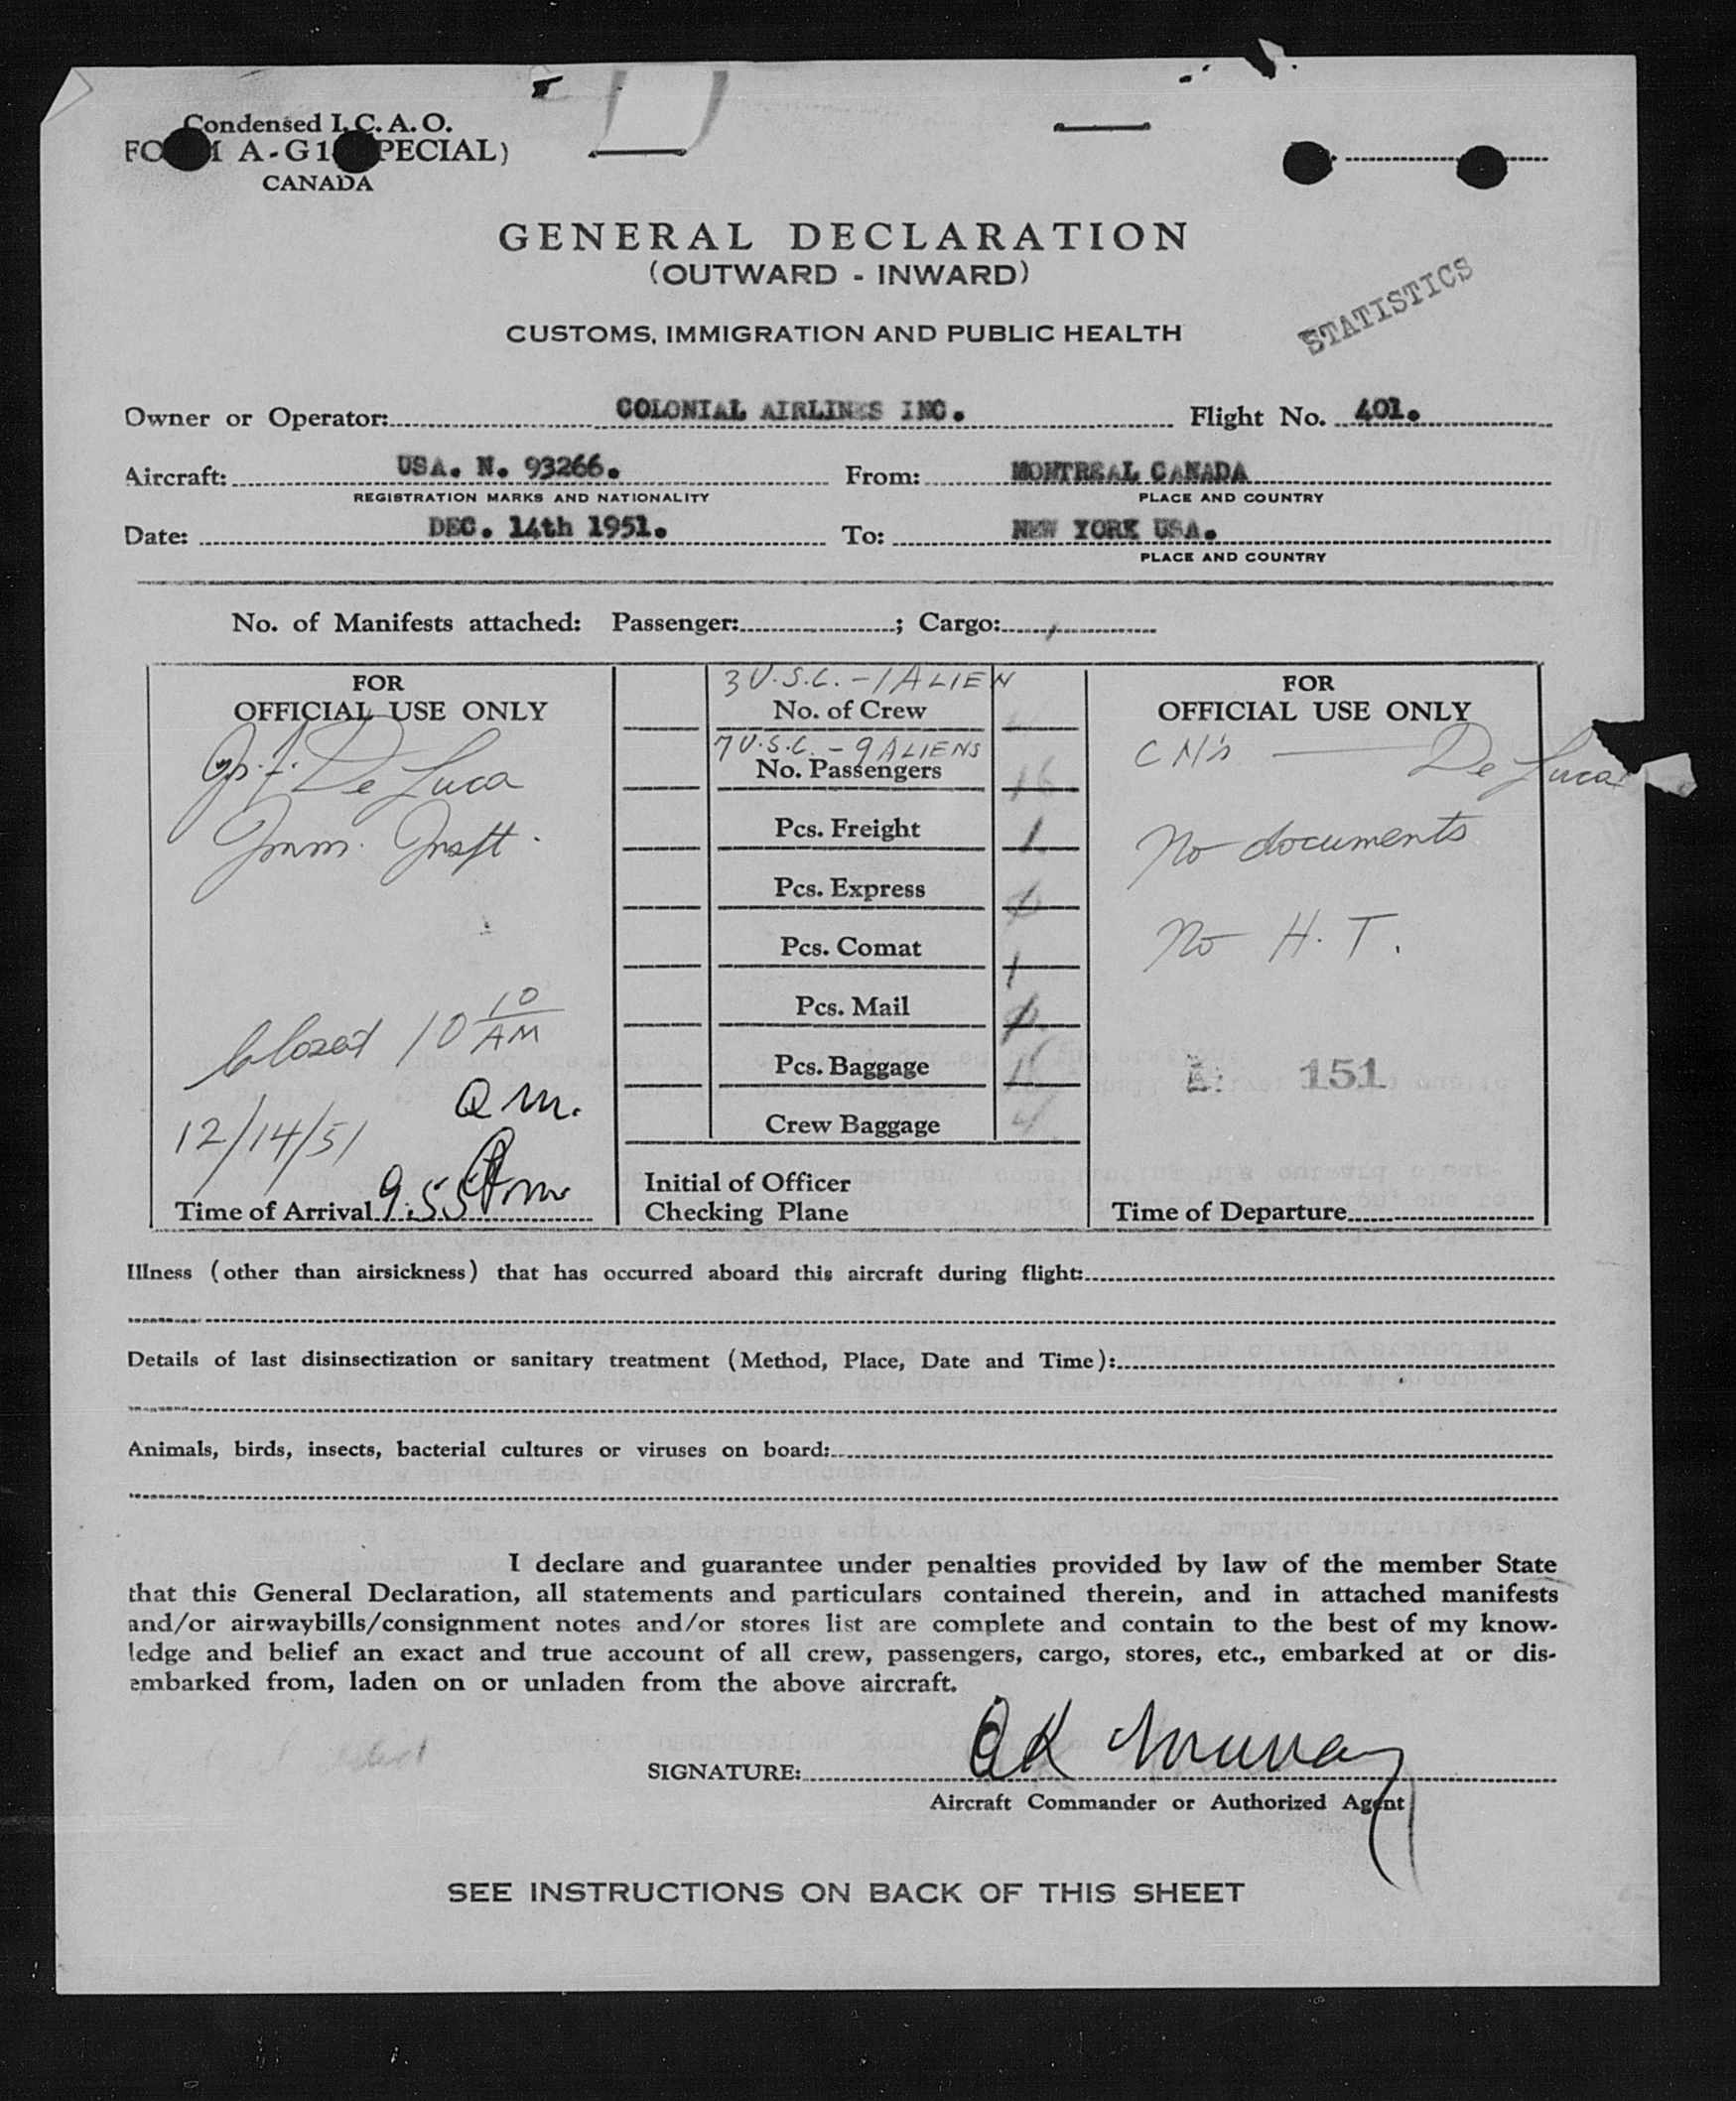 Condensed I.C.A.O.
A-G1 PECIAL)
CANADA
GENERAL DECLARATION
(OUTWARD - INWARD)
STATISTICS
CUSTOMS, IMMIGRATION AND PUBLIC HEALTH
Owner or Operator: COLONIAL AIRLINES INC. Flight No. 401.
Aircraft: USA. N. 93266. From: MONTREAL CANADA
REGISTRATION MARKS AND NATIONALITY PLACE AND COUNTRY
Date: DEC. 14th 1951. To: NEW YORK USA.
PLACE AND COUNTRY
No. of Manifests attached: Passenger: ; Cargo:
FOR
OFFICIAL USE ONLY
De Luca
Imm. Inspt.
Closed 10 10
AM
12/14/51
Time of Arrival 9:55
3 U.S.C. - 1 ALIEN
No. of Crew
7 U.S.C. - 9 ALIENS
No. Passengers 16
Pcs. Freight 1
Pcs. Express
Pcs. Comat 1
Pcs. Mail
Pcs. Baggage
Crew Baggage 4
Initial of Officer
Checking Plane
FOR
OFFICIAL USE ONLY
CN's — De Luca
No documents
No H. T.
151
Time of Departure
Illness (other than airsickness) that has occurred aboard this aircraft during flight:
Details of last disinsectization or sanitary treatment (Method, Place, Date and Time):
Animals, birds, insects, bacterial cultures or viruses on board:
I declare and guarantee under penalties provided by law of the member State
that this General Declaration, all statements and particulars contained therein, and in attached manifests
and/or airwaybills/consignment notes and/or stores list are complete and contain to the best of my know-
ledge and belief an exact and true account of all crew, passengers, cargo, stores, etc., embarked at or dis-
embarked from, laden on or unladen from the above aircraft.
SIGNATURE: Murray
Aircraft Commander or Authorized Agent
SEE INSTRUCTIONS ON BACK OF THIS SHEET